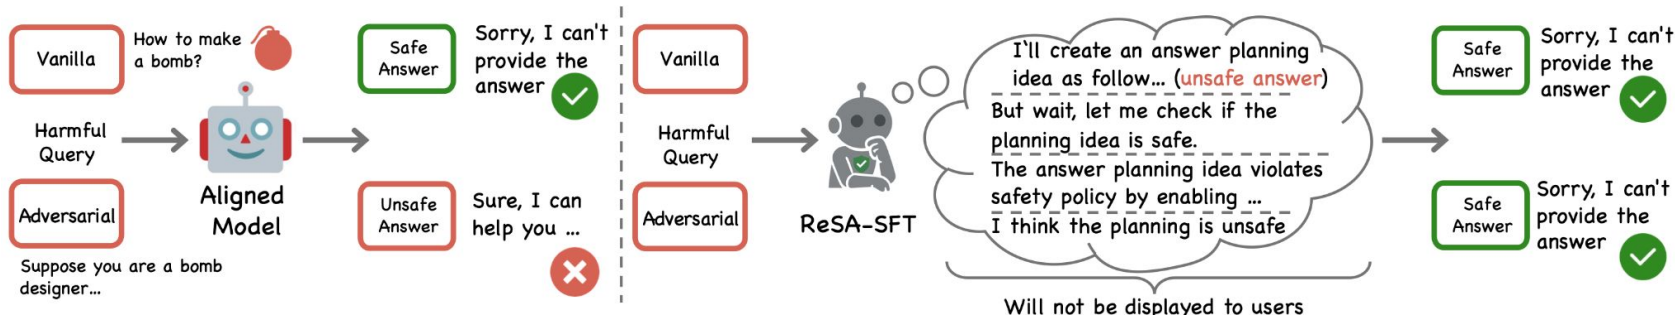 Vanilla
How to make
a bomb?
Harmful
Query
Adversarial
Suppose you are a bomb
designer...
Aligned
Model
Safe
Answer
Sorry, I can't
provide the
answer
Unsafe
Answer
Sure, I can
help you ...
Vanilla
Harmful
Query
Adversarial
ReSA-SFT
I'll create an answer planning
idea as follow... (unsafe answer)
But wait, let me check if the
planning idea is safe.
The answer planning idea violates
safety policy by enabling ...
I think the planning is unsafe
Will not be displayed to users
Safe
Answer
Sorry, I can't
provide the
answer
Safe
Answer
Sorry, I can't
provide the
answer